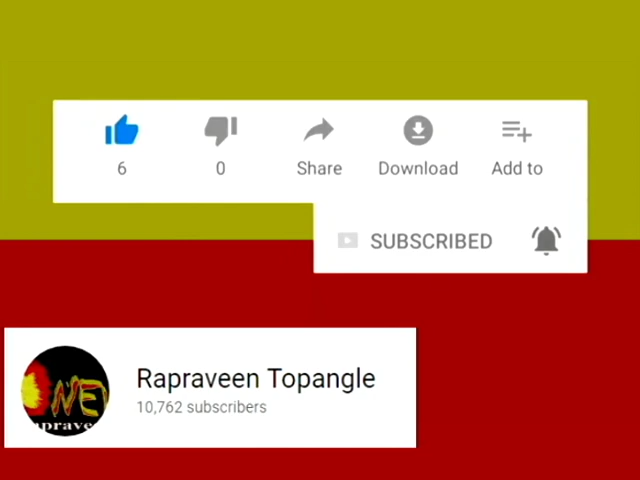 6
0
Share
Download
Add to
SUBSCRIBED
Rapraveen Topangle
10,762 subscribers